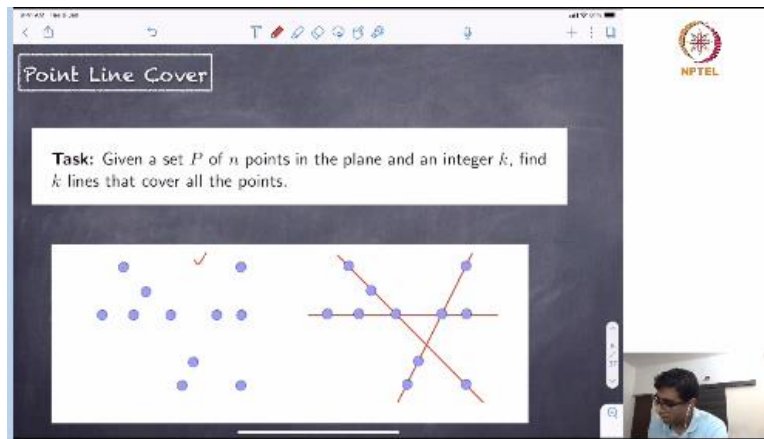 Point Line Cover
NPTEL
Task: Given a set P of n points in the plane and an integer k, find
k lines that cover all the points.